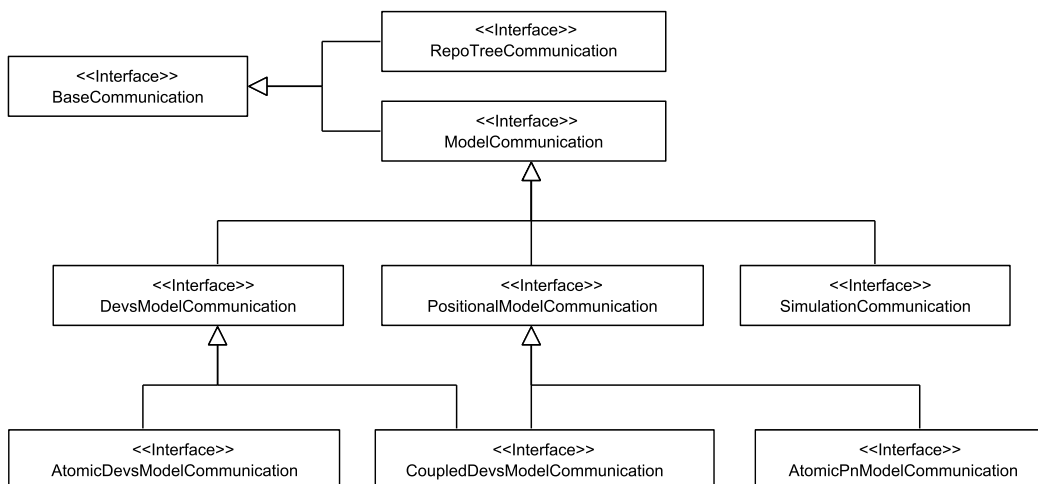 <<Interface>>
RepoTreeCommunication
<<Interface>>
BaseCommunication
<<Interface>>
ModelCommunication
<<Interface>>
DevsModelCommunication
<<Interface>>
PositionalModelCommunication
<<Interface>>
SimulationCommunication
<<Interface>>
AtomicDevsModelCommunication
<<Interface>>
CoupledDevsModelCommunication
<<Interface>>
AtomicPnModelCommunication